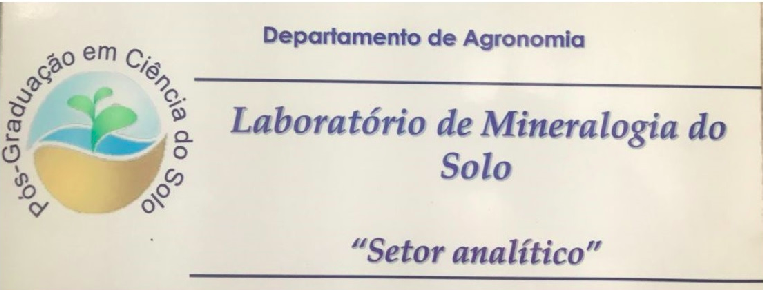 Pós-Graduação em Ciência do Solo
Departamento de Agronomia
Laboratório de Mineralogia do
Solo
“Setor analítico”